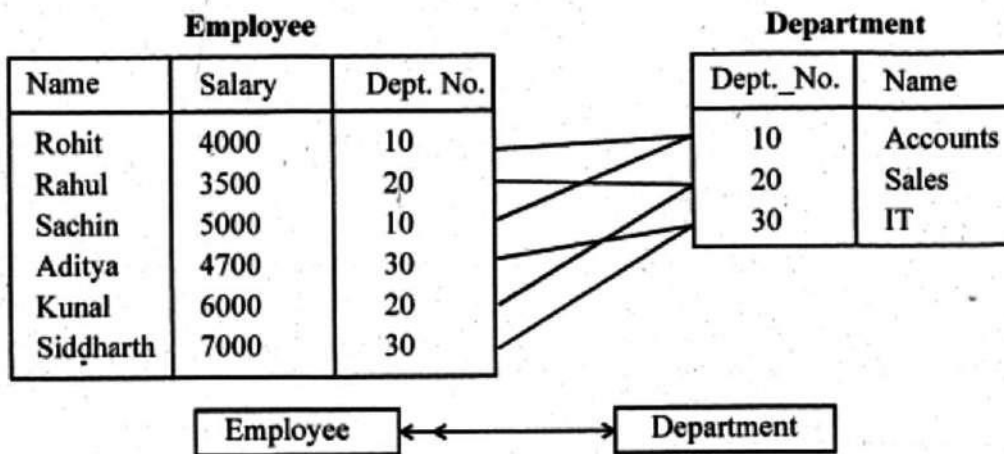 Employee Department
Name Salary Dept. No. Dept._No. Name
Rohit 4000 10 10 Accounts
Rahul 3500 20 20 Sales
Sachin 5000 10 30 IT
Aditya 4700 30
Kunal 6000 20
Siddharth 7000 30
Employee Department